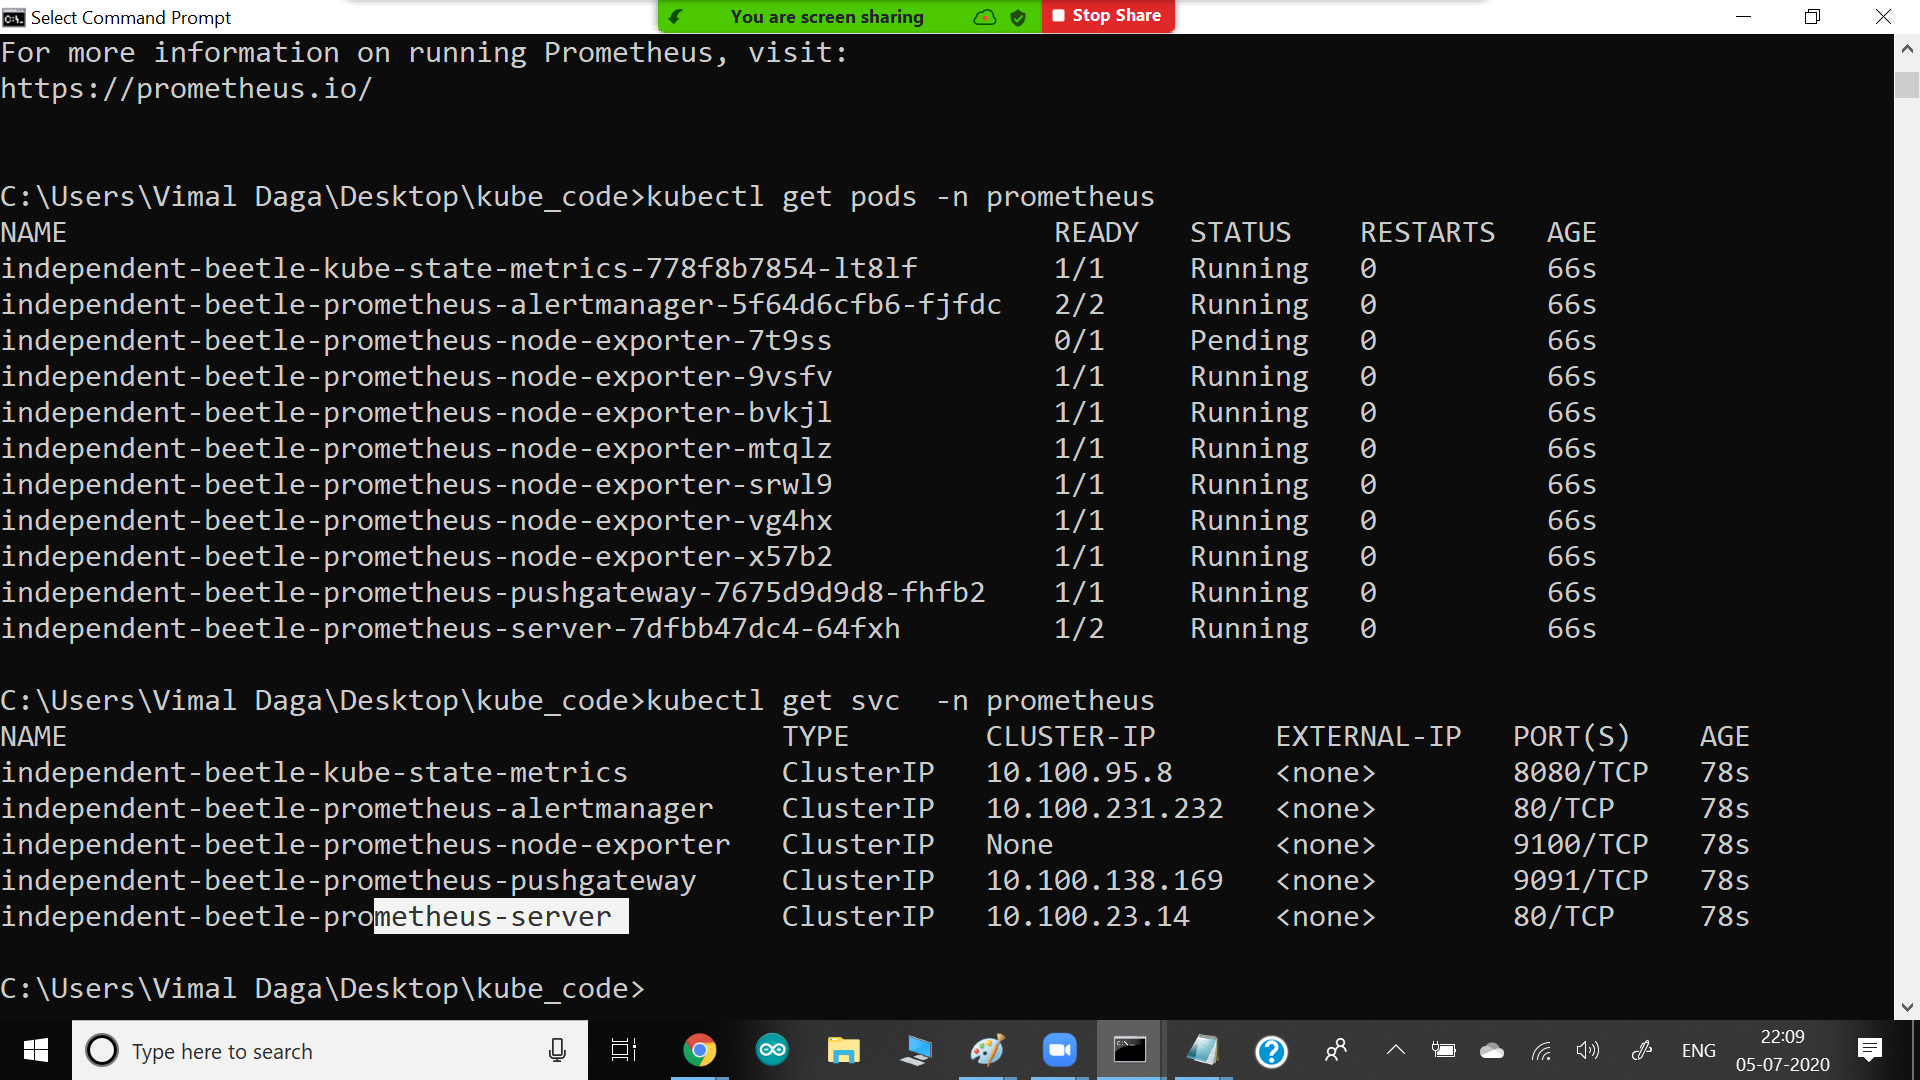 Select Command Prompt
You are screen sharing
Stop Share
For more information on running Prometheus, visit:
https://prometheus.io/
C:\Users\Vimal Daga\Desktop\kube_code>kubectl get pods -n prometheus
NAME READY STATUS RESTARTS AGE
independent-beetle-kube-state-metrics-778f8b7854-lt8lf 1/1 Running 0 66s
independent-beetle-prometheus-alertmanager-5f64d6cfb6-fjfdc 2/2 Running 0 66s
independent-beetle-prometheus-node-exporter-7t9ss 0/1 Pending 0 66s
independent-beetle-prometheus-node-exporter-9vsfv 1/1 Running 0 66s
independent-beetle-prometheus-node-exporter-bvkjl 1/1 Running 0 66s
independent-beetle-prometheus-node-exporter-mtqlz 1/1 Running 0 66s
independent-beetle-prometheus-node-exporter-srwl9 1/1 Running 0 66s
independent-beetle-prometheus-node-exporter-vg4hx 1/1 Running 0 66s
independent-beetle-prometheus-node-exporter-x57b2 1/1 Running 0 66s
independent-beetle-prometheus-pushgateway-7675d9d9d8-fhfb2 1/1 Running 0 66s
independent-beetle-prometheus-server-7dfbb47dc4-64fxh 1/2 Running 0 66s
C:\Users\Vimal Daga\Desktop\kube_code>kubectl get svc  -n prometheus
NAME TYPE CLUSTER-IP EXTERNAL-IP PORT(S) AGE
independent-beetle-kube-state-metrics ClusterIP 10.100.95.8 <none> 8080/TCP 78s
independent-beetle-prometheus-alertmanager ClusterIP 10.100.231.232 <none> 80/TCP 78s
independent-beetle-prometheus-node-exporter ClusterIP None <none> 9100/TCP 78s
independent-beetle-prometheus-pushgateway ClusterIP 10.100.138.169 <none> 9091/TCP 78s
independent-beetle-prometheus-server ClusterIP 10.100.23.14 <none> 80/TCP 78s
C:\Users\Vimal Daga\Desktop\kube_code>
Type here to search
ENG
22:09
05-07-2020